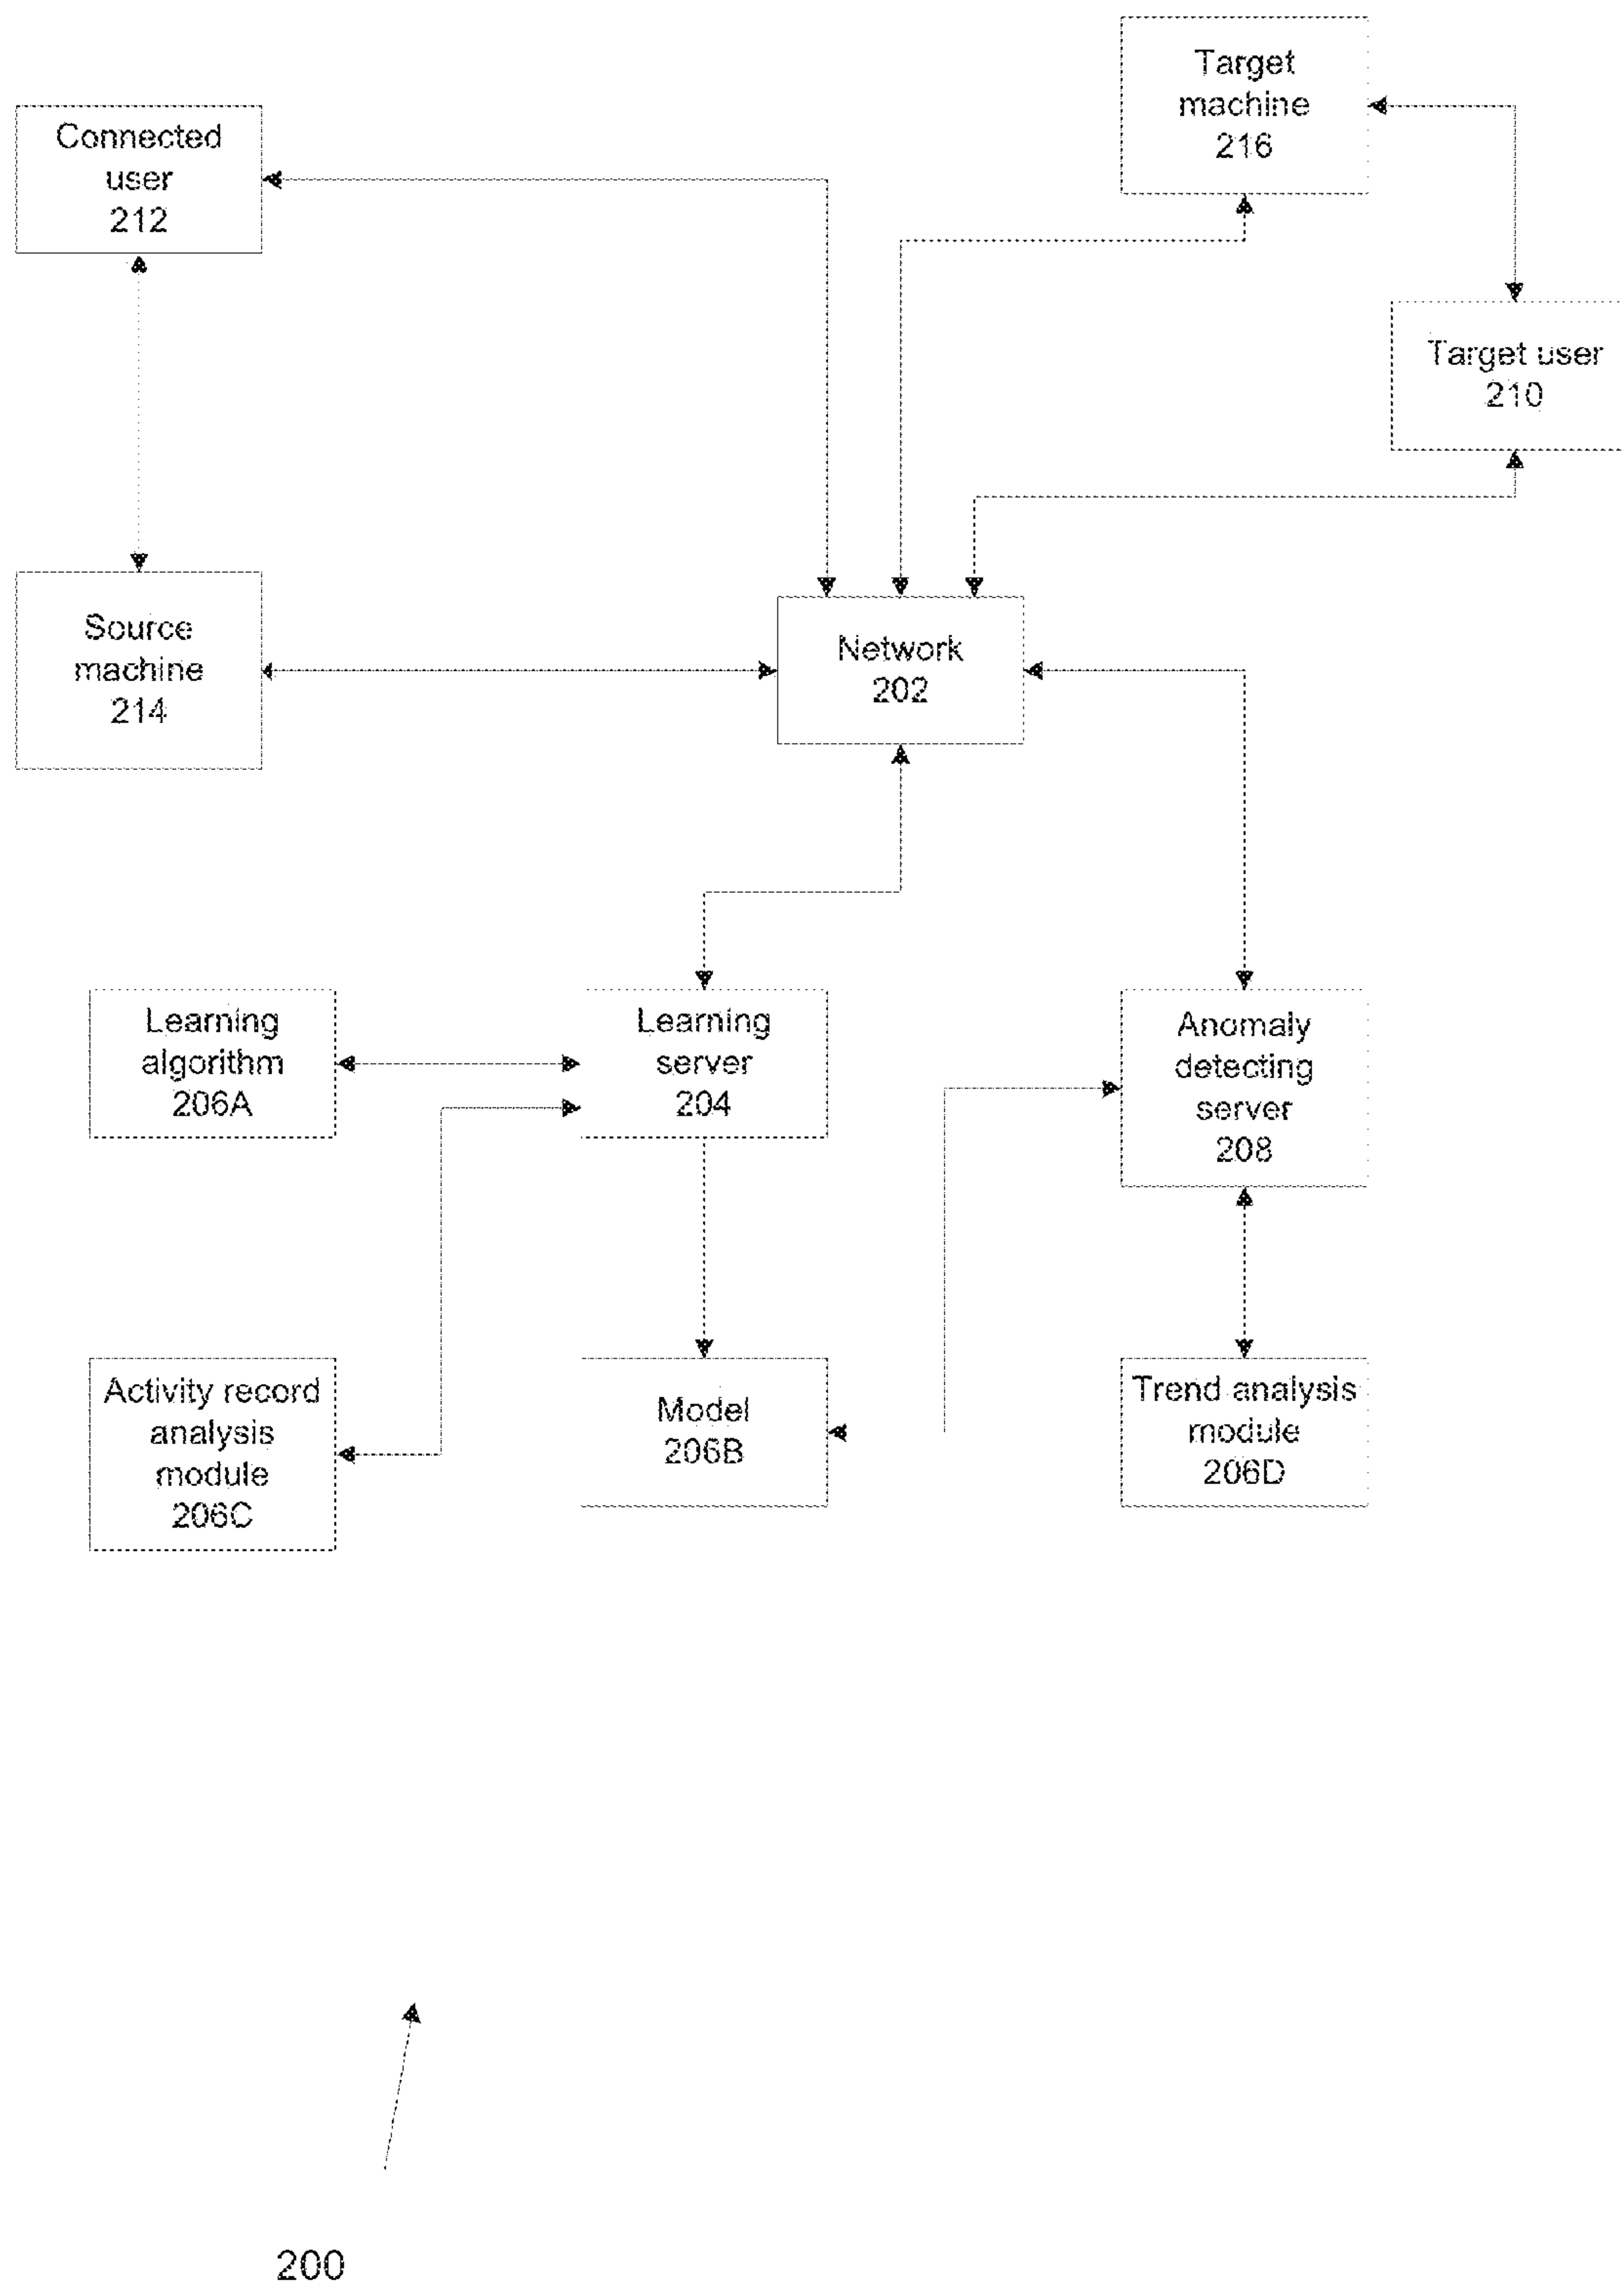 Target
machine
216
Connected
user
212
Target user
210
Source
machine
214
Network
202
Learning
algorithm
206A
Learning
server
204
Anomaly
detecting
server
208
Activity record
analysis
module
206C
Model
206B
Trend analysis
module
206D
200